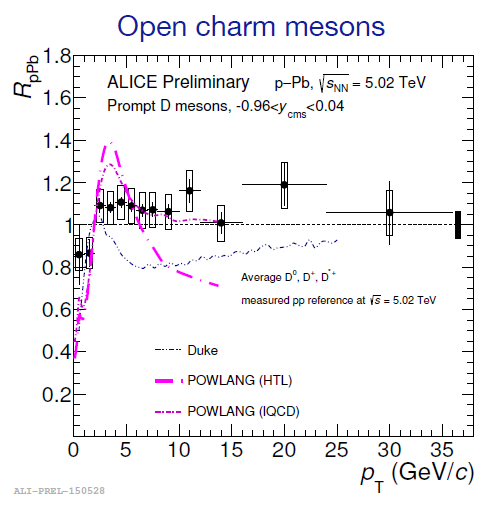 Open charm mesons
R_pPb
ALICE Preliminary p–Pb, √s_NN = 5.02 TeV
Prompt D mesons, -0.96<y_cms<0.04
1.8
1.6
1.4
1.2
1
0.8
0.6
0.4
0.2
Average D⁰, D⁺, D*⁺
measured pp reference at √s = 5.02 TeV
Duke
POWLANG (HTL)
POWLANG (IQCD)
0 5 10 15 20 25 30 35
p_T (GeV/c)
ALI-PREL-150528